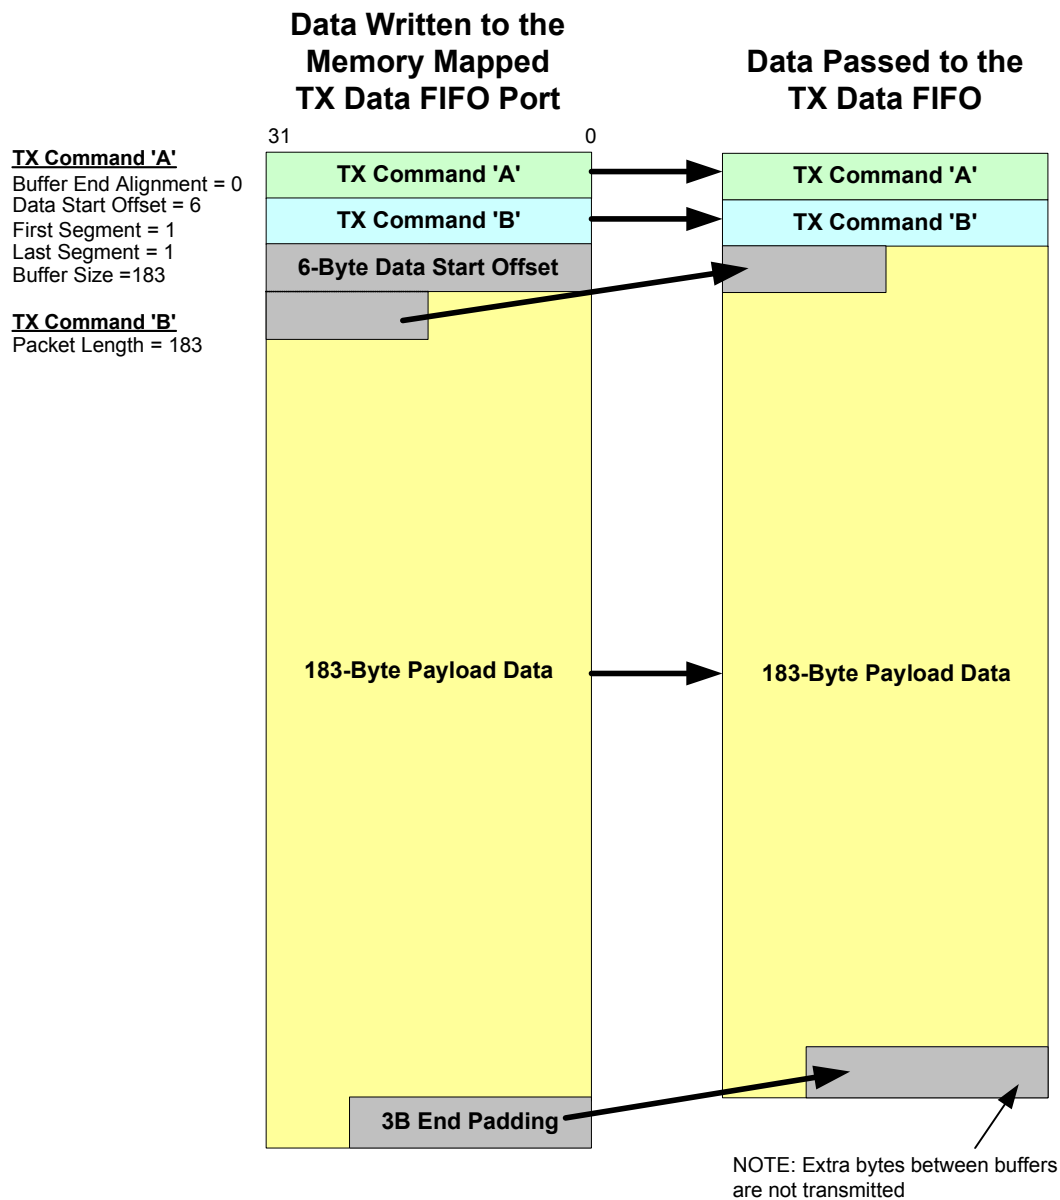 Data Written to the
Memory Mapped
TX Data FIFO Port
Data Passed to the
TX Data FIFO
31
0
TX Command 'A'
Buffer End Alignment = 0
Data Start Offset = 6
First Segment = 1
Last Segment = 1
Buffer Size =183
TX Command 'B'
Packet Length = 183
TX Command 'A'
TX Command 'B'
6-Byte Data Start Offset
183-Byte Payload Data
3B End Padding
TX Command 'A'
TX Command 'B'
183-Byte Payload Data
NOTE: Extra bytes between buffers
are not transmitted